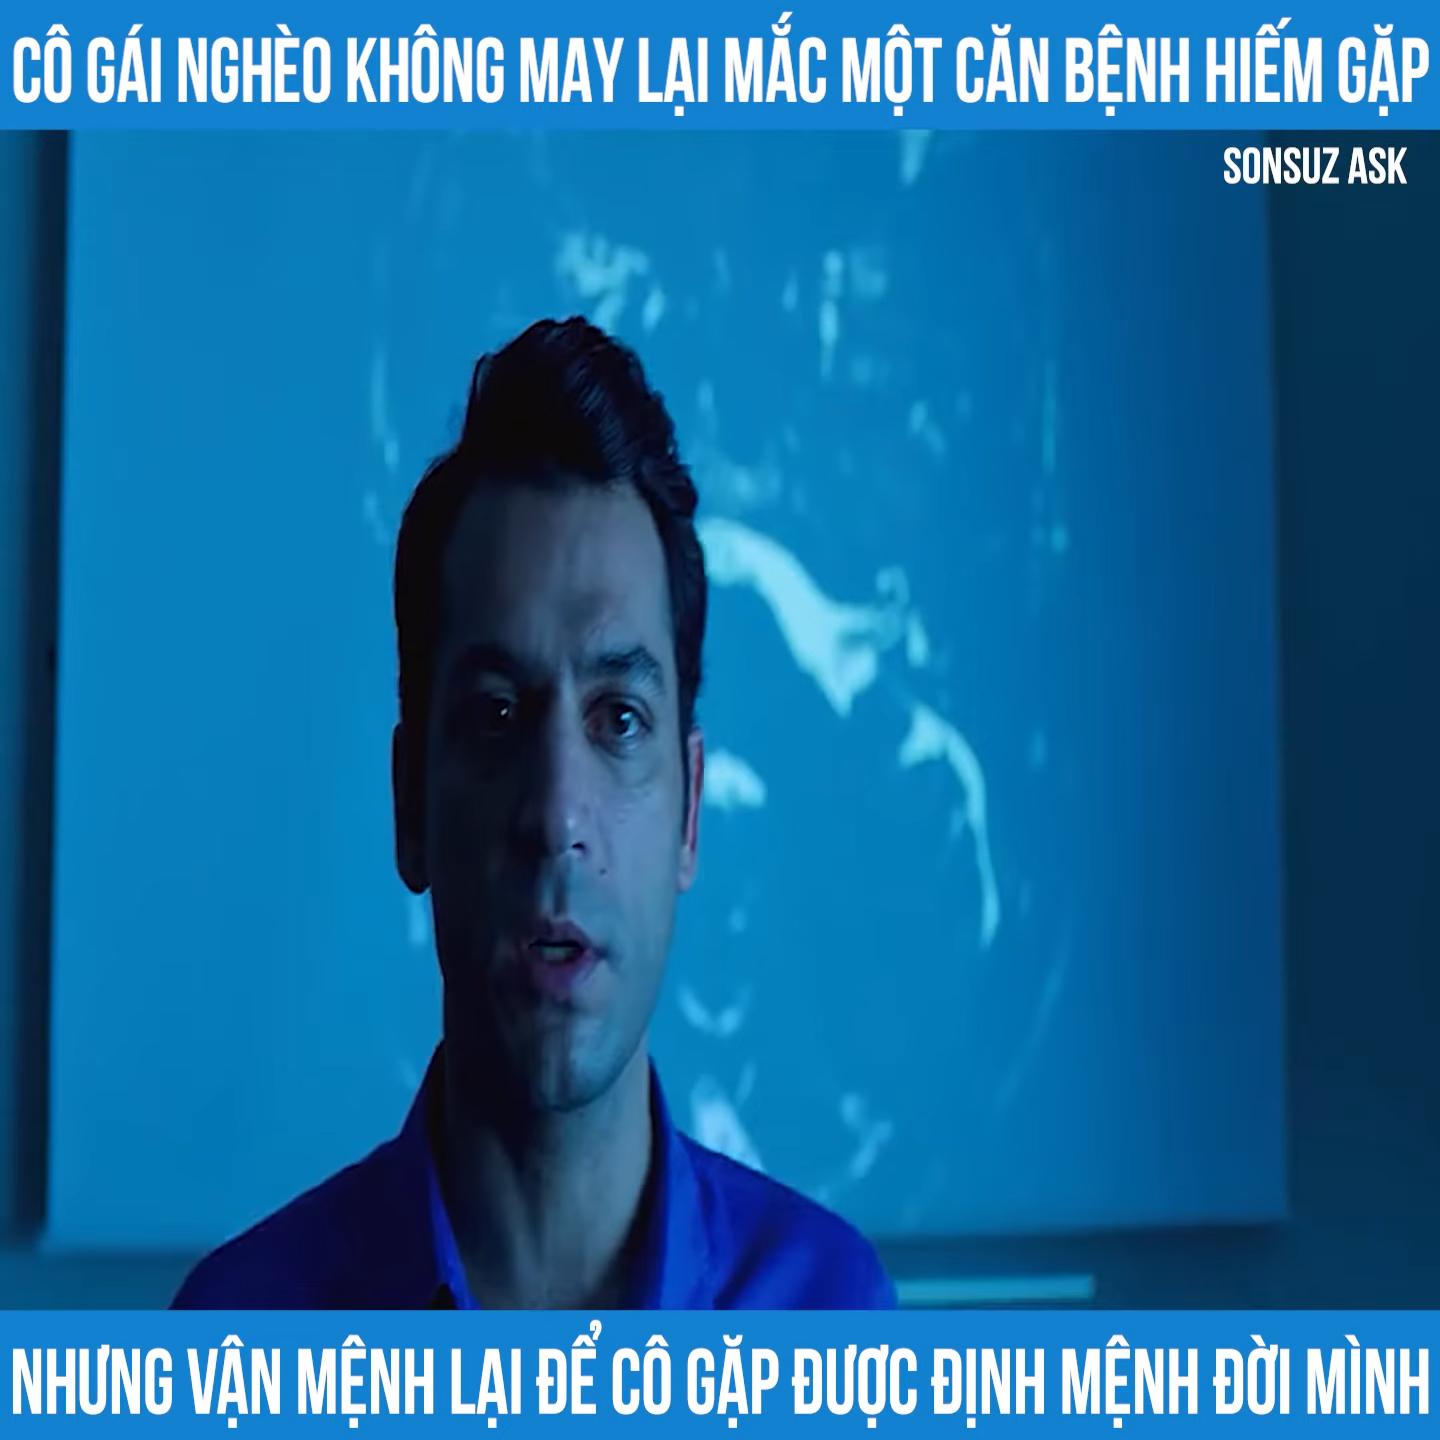 CÔ GÁI NGHÈO KHÔNG MAY LẠI MẮC MỘT CĂN BỆNH HIẾM GẶP
SONSUZ ASK
NHƯNG VẬN MỆNH LẠI ĐỂ CÔ GẶP ĐƯỢC ĐỊNH MỆNH ĐỜI MÌNH